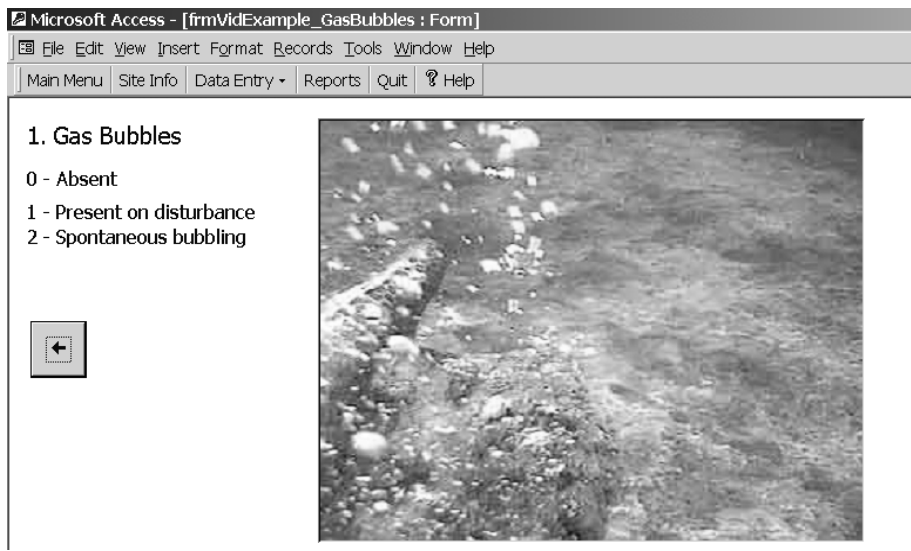 Microsoft Access - [frmVidExample_GasBubbles : Form]
File Edit View Insert Format Records Tools Window Help
Main Menu Site Info Data Entry Reports Quit Help
1. Gas Bubbles
0 - Absent
1 - Present on disturbance
2 - Spontaneous bubbling